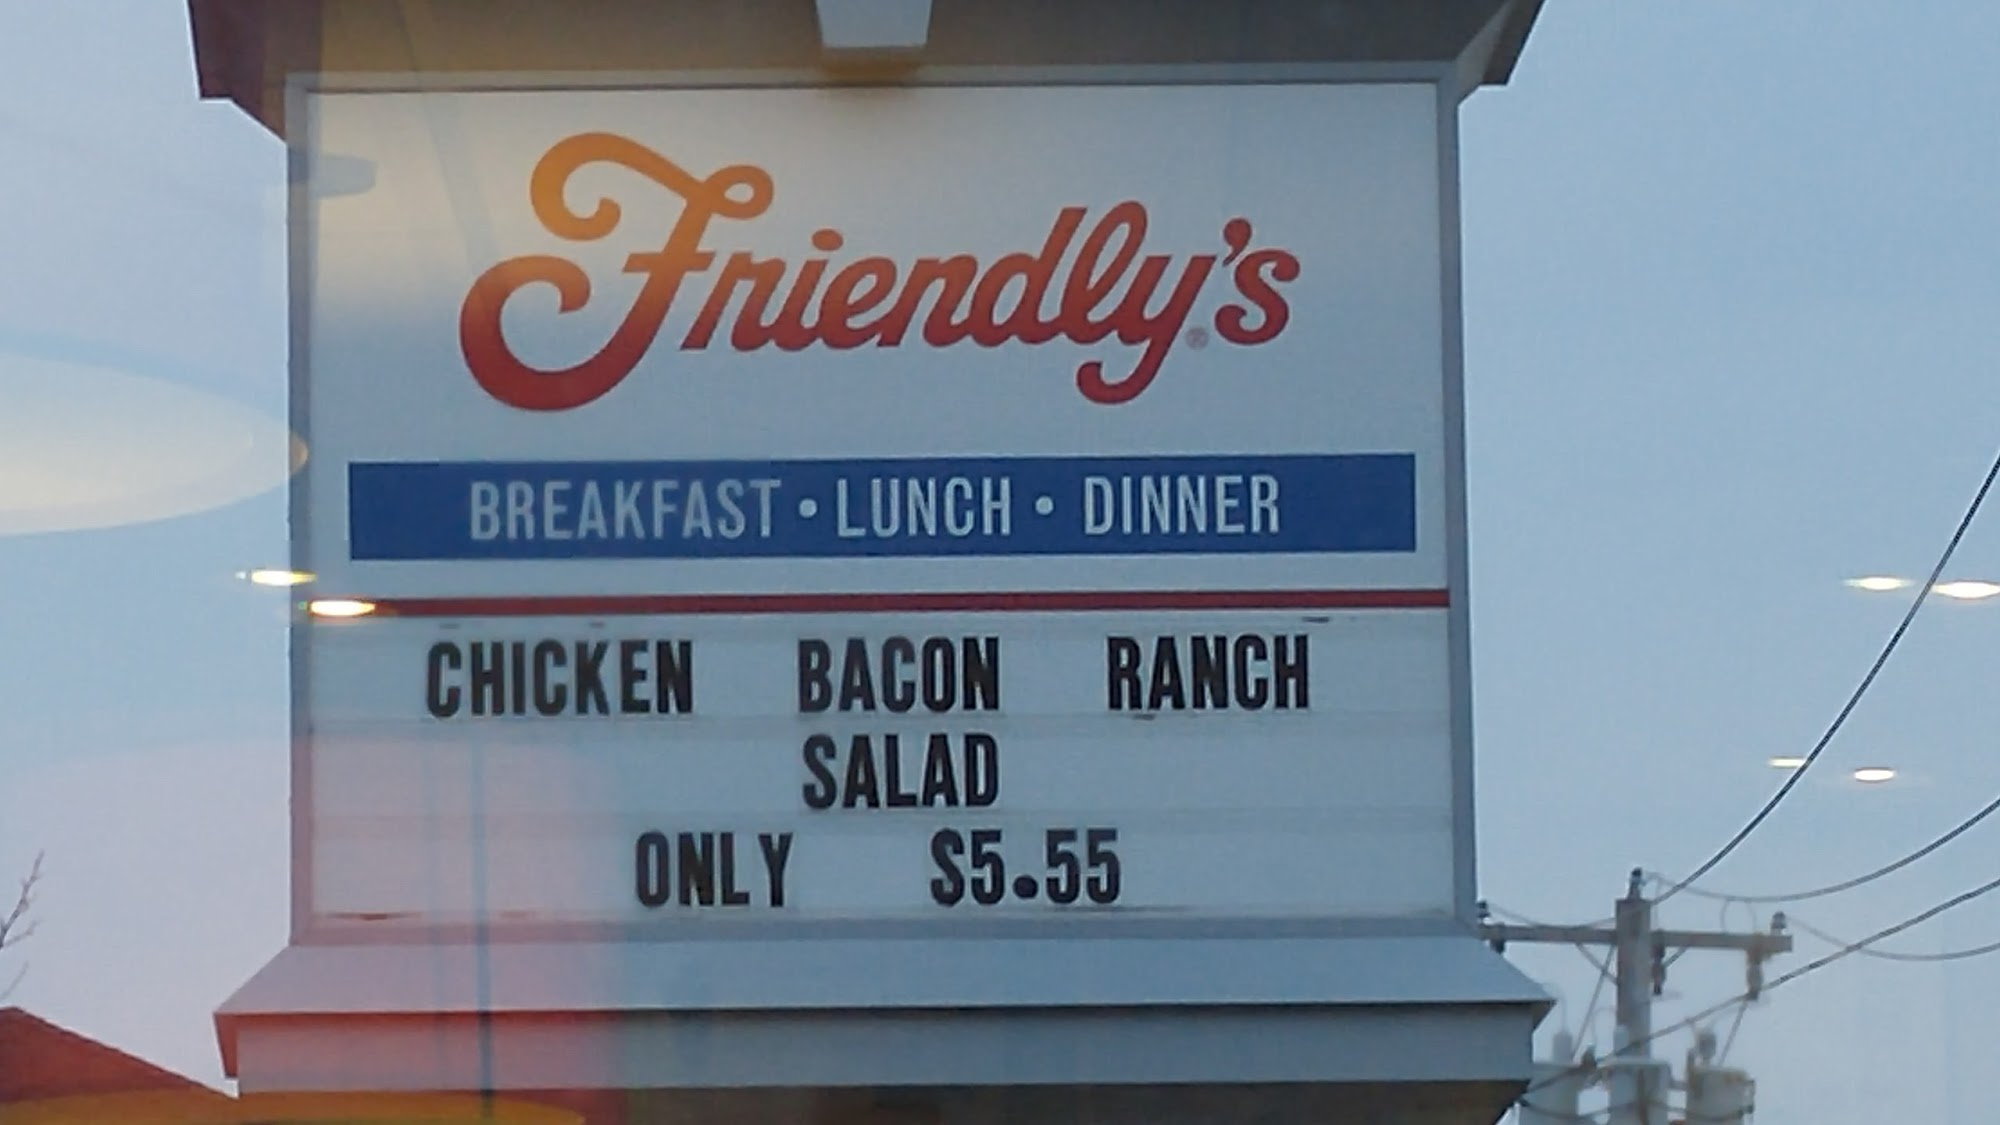 Friendly's®
BREAKFAST • LUNCH • DINNER
CHICKEN BACON RANCH
SALAD
ONLY $5.55